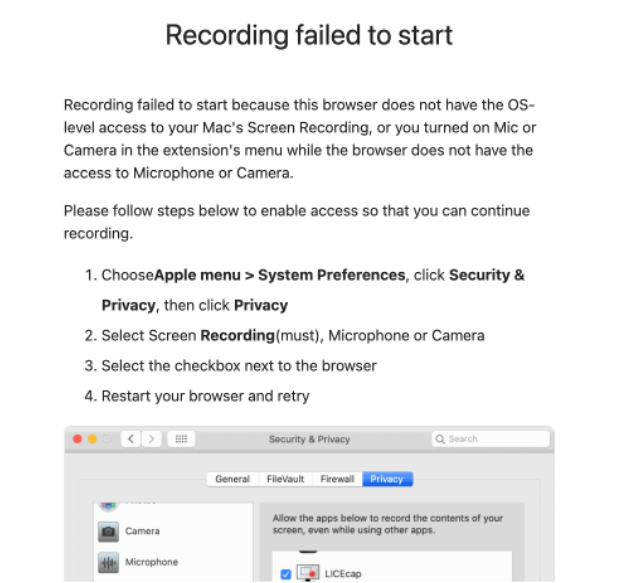 Recording failed to start
Recording failed to start because this browser does not have the OS-
level access to your Mac's Screen Recording, or you turned on Mic or
Camera in the extension's menu while the browser does not have the
access to Microphone or Camera.
Please follow steps below to enable access so that you can continue
recording.
1. ChooseApple menu > System Preferences, click Security &
Privacy, then click Privacy
2. Select Screen Recording(must), Microphone or Camera
3. Select the checkbox next to the browser
4. Restart your browser and retry
Security & Privacy
Search
General FileVault Firewall Privacy
Allow the apps below to record the contents of your
screen, even while using other apps.
Camera
Microphone
LICEcap